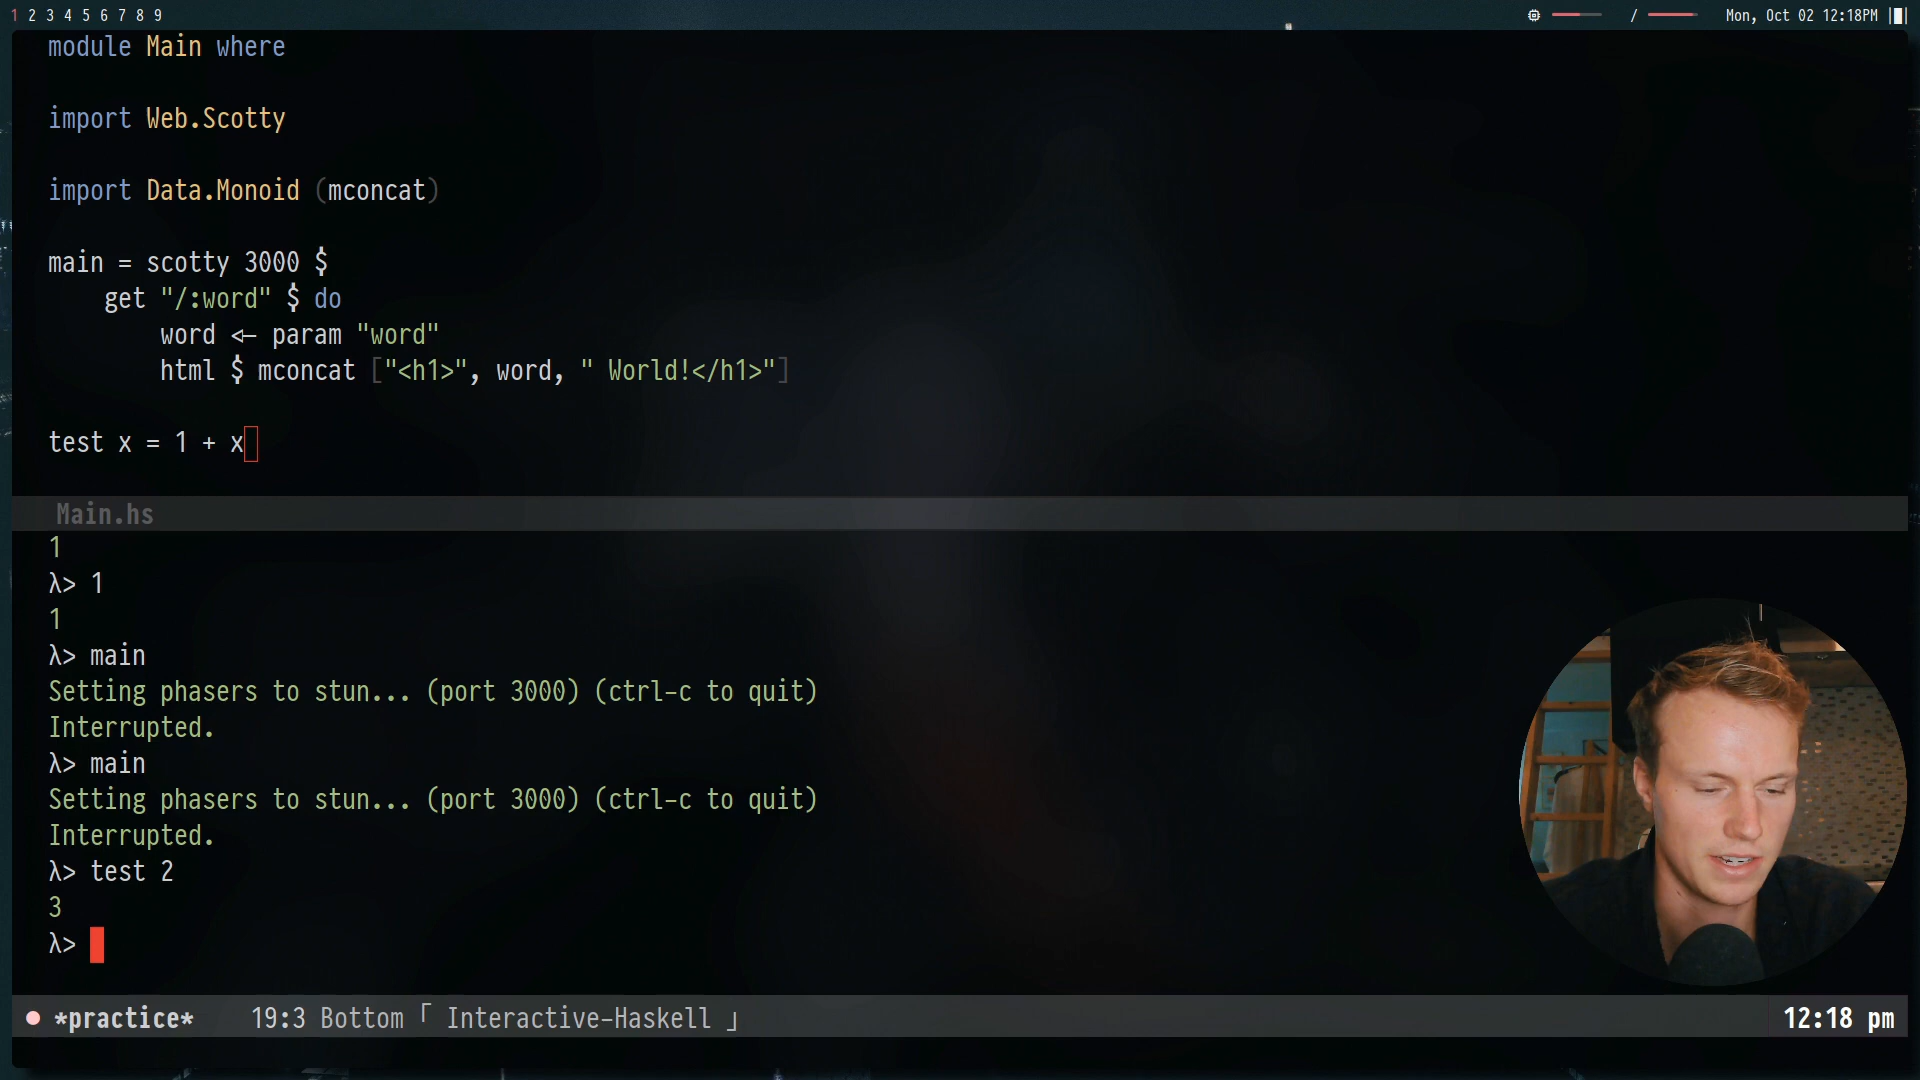 1 2 3 4 5 6 7 8 9
/ Mon, Oct 02 12:18PM
module Main where
import Web.Scotty
import Data.Monoid (mconcat)
main = scotty 3000 $
get "/:word" $ do
word <- param "word"
html $ mconcat ["<h1>", word, " World!</h1>"]
test x = 1 + x
Main.hs
1
λ> 1
1
λ> main
Setting phasers to stun... (port 3000) (ctrl-c to quit)
Interrupted.
λ> main
Setting phasers to stun... (port 3000) (ctrl-c to quit)
Interrupted.
λ> test 2
3
λ>
*practice* 19:3 Bottom「 Interactive-Haskell 」 12:18 pm